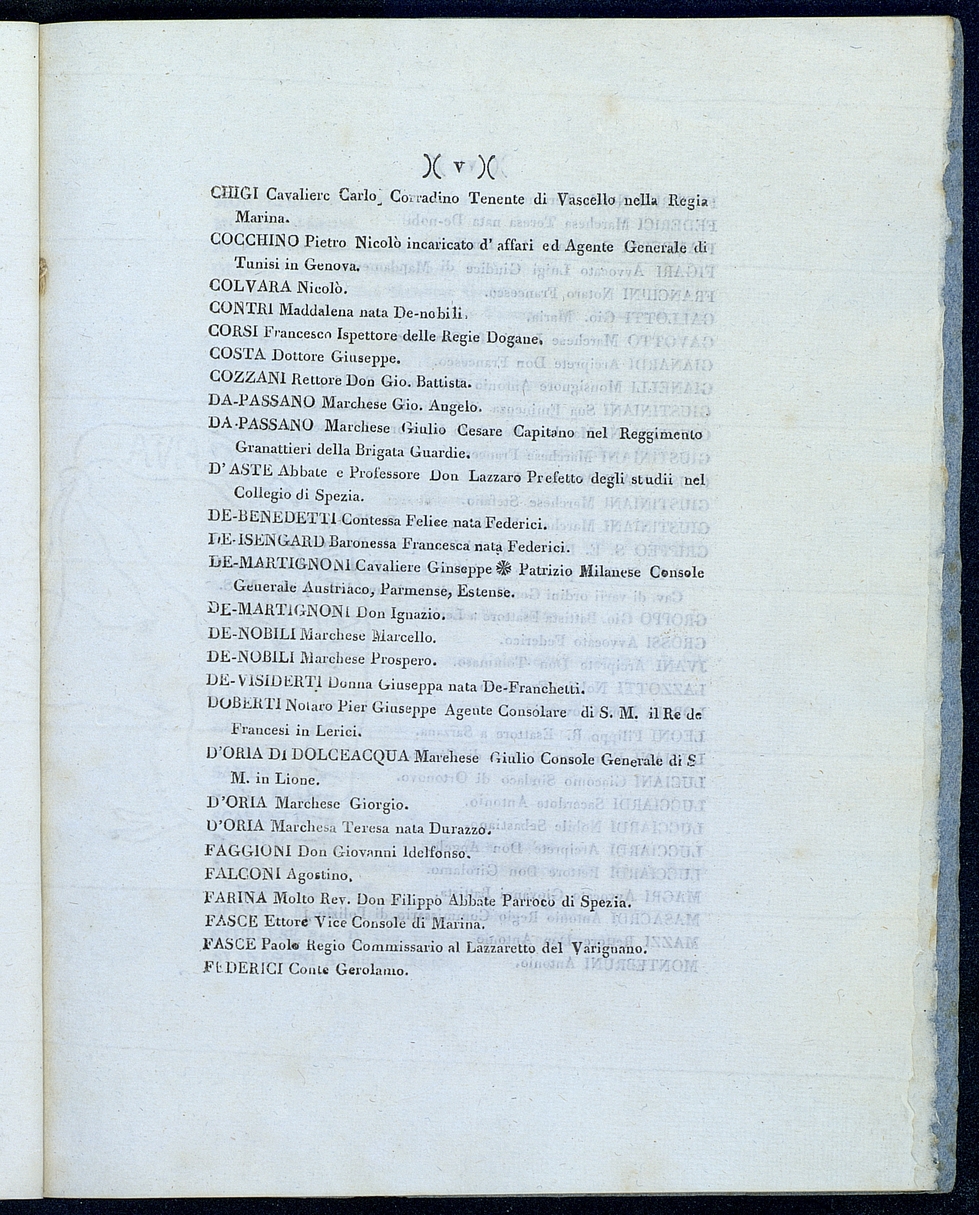 )( v )(
CHIGI Cavaliere Carlo Corradino Tenente di Vascello nella Regia
Marina.
COCCHINO Pietro Nicolò incaricato d' affari ed Agente Generale di
Tunisi in Genova.
COLVARA Nicolò.
CONTRI Maddalena nata De-nobili.
CORSI Francesco Ispettore delle Regie Dogane.
COSTA Dottore Giuseppe.
COZZANI Rettore Don Gio. Battista.
DA-PASSANO Marchese Gio. Angelo.
DA-PASSANO Marchese Giulio Cesare Capitano nel Reggimento
Granattieri della Brigata Guardie.
D' ASTE Abbate e Professore Don Lazzaro Prefetto degli studii nel
Collegio di Spezia.
DE-BENEDETTI Contessa Felice nata Federici.
DE-ISENGARD Baronessa Francesca nata Federici.
DE-MARTIGNONI Cavaliere Ginseppe ❋ Patrizio Milanese Console
Generale Austriaco, Parmense, Estense.
DE-MARTIGNONI Don Ignazio.
DE-NOBILI Marchese Marcello.
DE-NOBILI Marchese Prospero.
DE-VISIDERTI Donna Giuseppa nata De-Franchetti.
DOBERTI Notaro Pier Giuseppe Agente Consolare di S. M. il Re de
Francesi in Lerici.
D'ORIA DI DOLCEACQUA Marchese Giulio Console Generale di S
M. in Lione.
D'ORIA Marchese Giorgio.
D'ORIA Marchesa Teresa nata Durazzo.
FAGGIONI Don Giovanni Ildelfonso.
FALCONI Agostino.
FARINA Molto Rev. Don Filippo Abbate Parroco di Spezia.
FASCE Ettore Vice Console di Marina.
FASCE Paolo Regio Commissario al Lazzaretto del Varignano.
FEDERICI Conte Gerolamo.